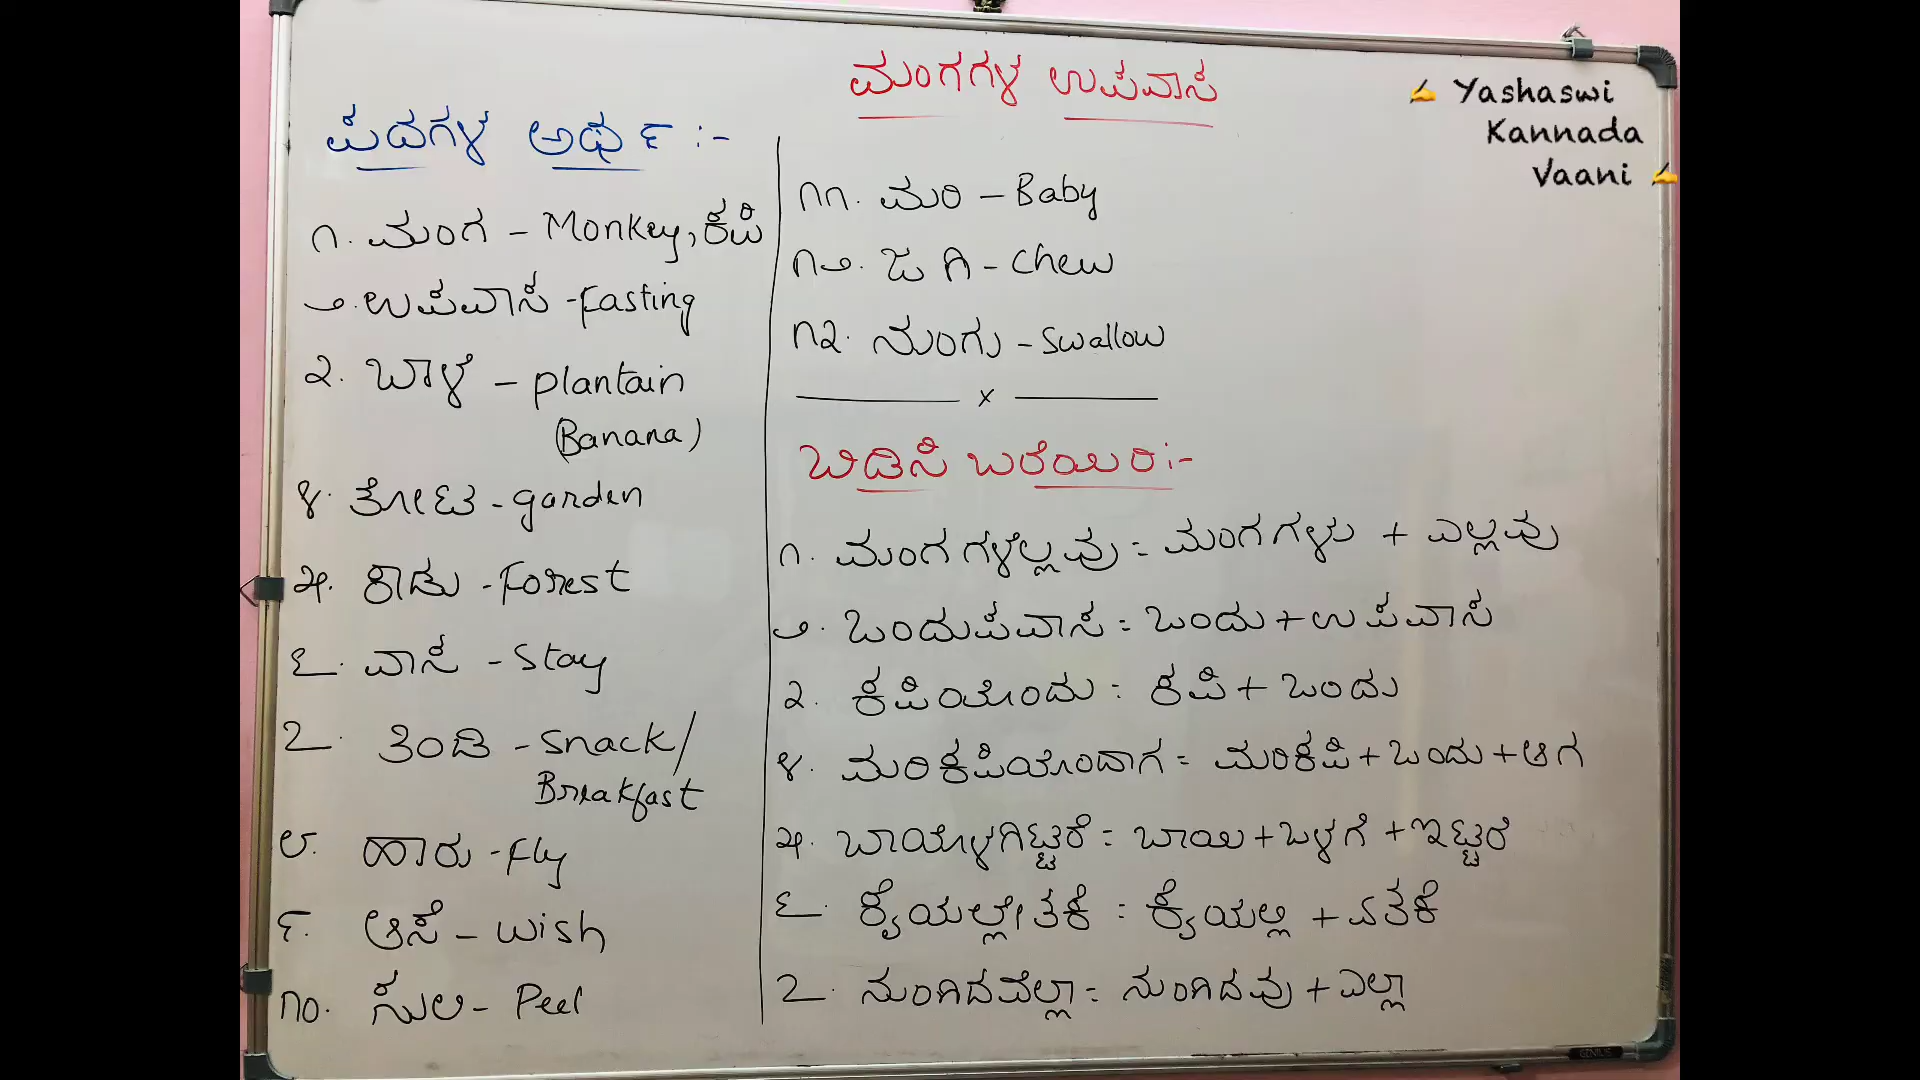 ಮಂಗಗಳ ಉಪವಾಸ
✍ Yashaswi
Kannada
Vaani ✍
ಪದಗಳ ಅರ್ಥ :-
೧. ಮಂಗ - Monkey, ಕಪಿ
೨. ಉಪವಾಸ - Fasting
೩. ಬಾಳೆ - plantain
(Banana)
೪. ತೋಟ - garden
೫. ಕಾಡು - Forest
೬. ವಾಸ - Stay
೭. ತಿಂಡಿ - Snack/
Breakfast
೮. ಹಾರು - Fly
೯. ಆಸೆ - wish
೧೦. ಸುಲಿ - Peel
೧೧. ಮರಿ - Baby
೧೨. ಜಗಿ - chew
೧೩. ನುಂಗು - Swallow
x
ಬಿಡಿಸಿ ಬರೆಯಿರಿ:-
೧. ಮಂಗಗಳೆಲ್ಲವು = ಮಂಗಗಳು + ಎಲ್ಲವು
೨. ಒಂದುಪವಾಸ = ಒಂದು + ಉಪವಾಸ
೩. ಕಪಿಯೊಂದು = ಕಪಿ + ಒಂದು
೪. ಮರಿಕಪಿಯೊಂದಾಗ = ಮರಿಕಪಿ + ಒಂದು + ಆಗ
೫. ಬಾಯೊಳಗಿಟ್ಟರೆ = ಬಾಯಿ + ಒಳಗೆ + ಇಟ್ಟರೆ
೬. ಕೈಯಲ್ಲೇತಕೆ = ಕೈಯಲ್ಲಿ + ಏತಕೆ
೭. ನುಂಗಿದವೆಲ್ಲಾ = ನುಂಗಿದವು + ಎಲ್ಲಾ
GENIUS